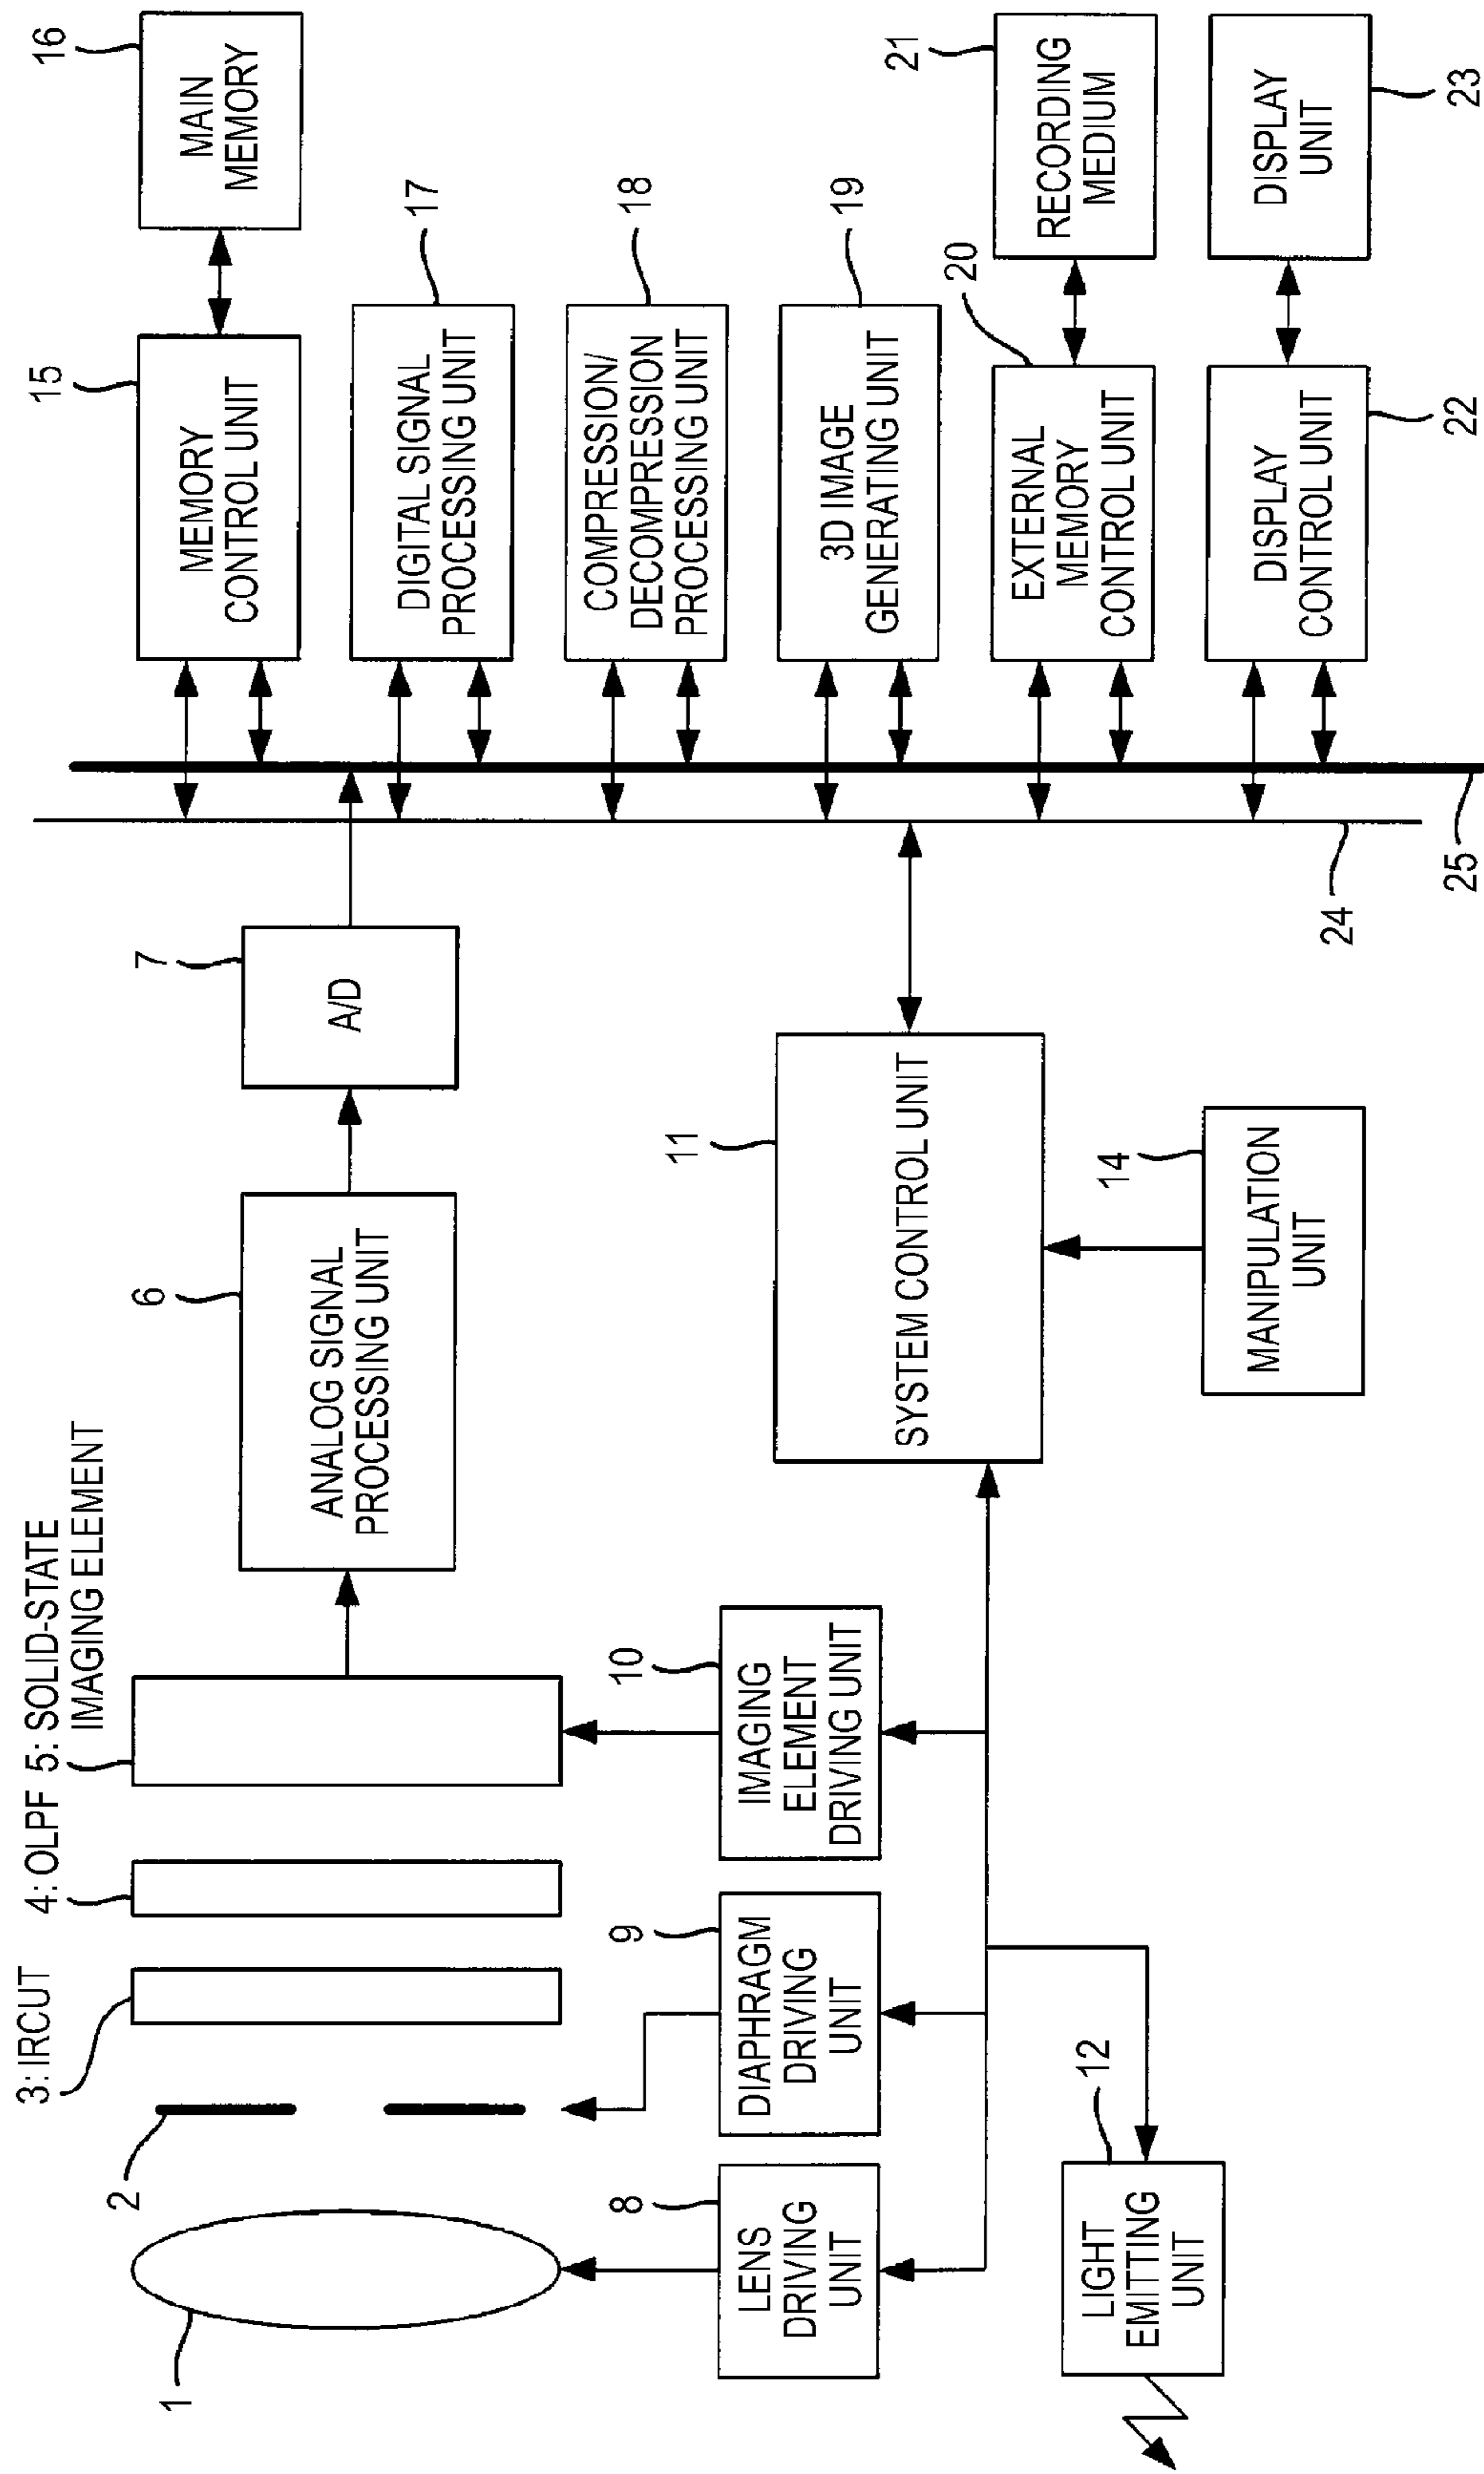 3: IRCUT
4: OLPF
5: SOLID-STATE
IMAGING ELEMENT
1
2
6
ANALOG SIGNAL
PROCESSING UNIT
7
A/D
8
LENS
DRIVING
UNIT
9
DIAPHRAGM
DRIVING
UNIT
10
IMAGING
ELEMENT
DRIVING UNIT
11
SYSTEM CONTROL UNIT
12
LIGHT
EMITTING
UNIT
14
MANIPULATION
UNIT
15
MEMORY
CONTROL UNIT
16
MAIN
MEMORY
17
DIGITAL SIGNAL
PROCESSING UNIT
18
COMPRESSION/
DECOMPRESSION
PROCESSING UNIT
19
3D IMAGE
GENERATING UNIT
20
EXTERNAL
MEMORY
CONTROL UNIT
21
RECORDING
MEDIUM
22
DISPLAY
CONTROL UNIT
23
DISPLAY
UNIT
24
25